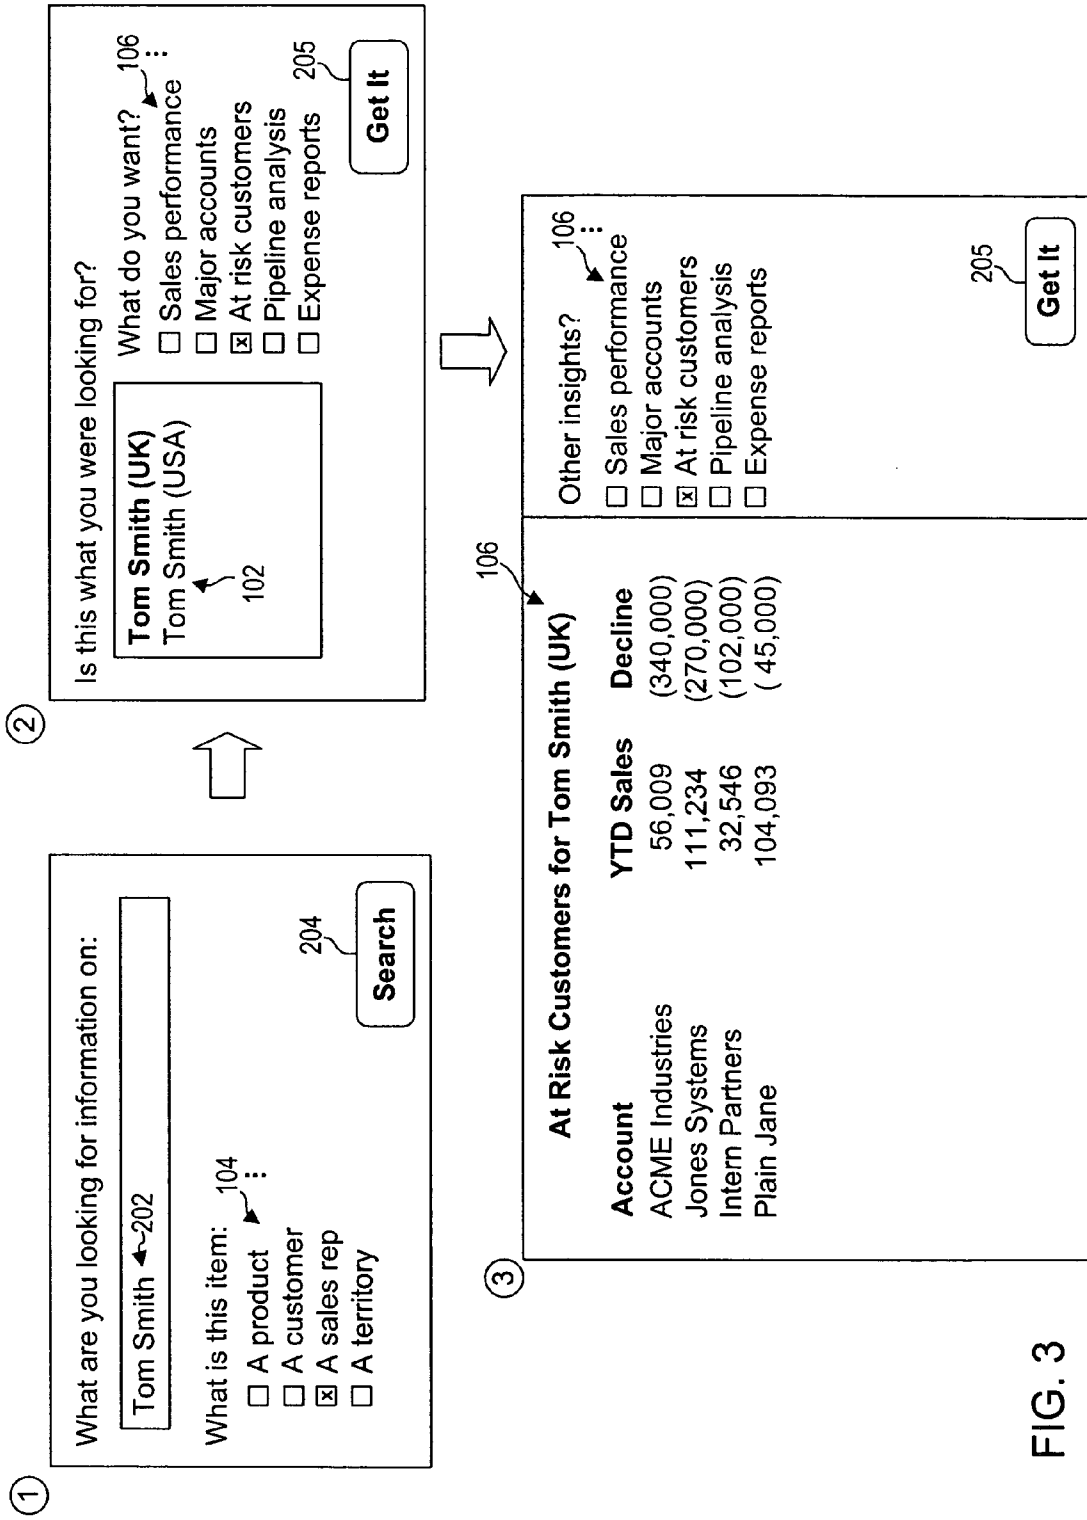 ①
What are you looking for information on:
Tom Smith 202
What is this item:
104
☐ A product ⋮
☐ A customer
☒ A sales rep
☐ A territory
204
Search
②
Is this what you were looking for?
Tom Smith (UK)
Tom Smith (USA)
102
What do you want?
106
☐ Sales performance ⋮
☐ Major accounts
☒ At risk customers
☐ Pipeline analysis
☐ Expense reports
205
Get It
③
106
At Risk Customers for Tom Smith (UK)
Account YTD Sales Decline
ACME Industries 56,009 (340,000)
Jones Systems 111,234 (270,000)
Intern Partners 32,546 (102,000)
Plain Jane 104,093 ( 45,000)
Other insights?
106
☐ Sales performance ⋮
☐ Major accounts
☒ At risk customers
☐ Pipeline analysis
☐ Expense reports
205
Get It
FIG. 3